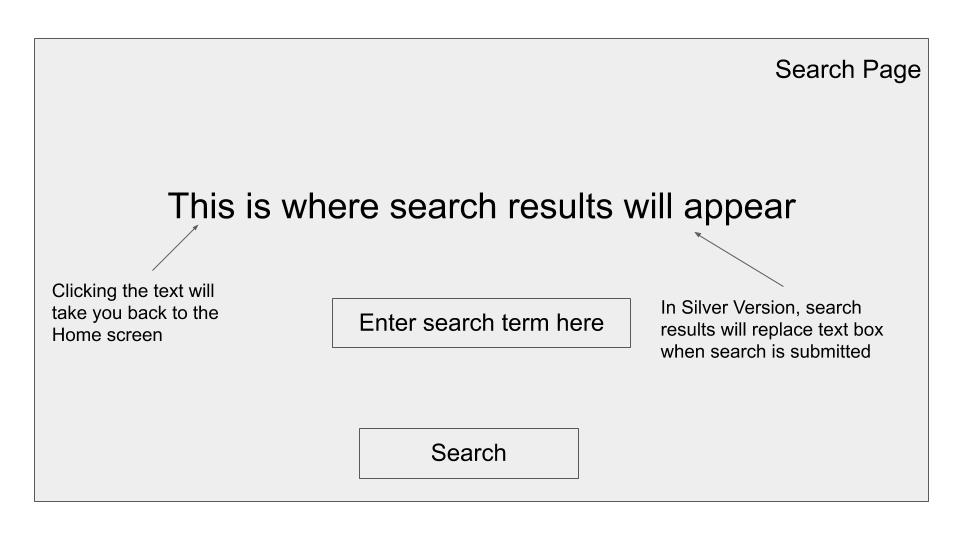 Search Page
This is where search results will appear
Clicking the text will
take you back to the
Home screen
Enter search term here
In Silver Version, search
results will replace text box
when search is submitted
Search